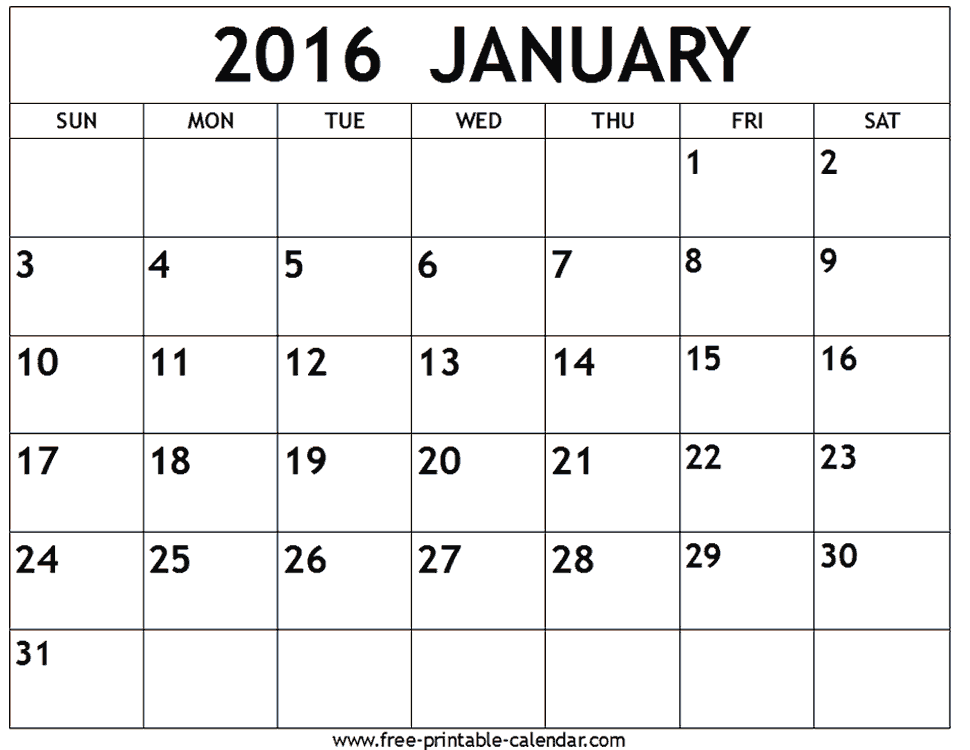 2016 JANUARY
SUN MON TUE WED THU FRI SAT
1 2
3 4 5 6 7 8 9
10 11 12 13 14 15 16
17 18 19 20 21 22 23
24 25 26 27 28 29 30
31
www.free-printable-calendar.com